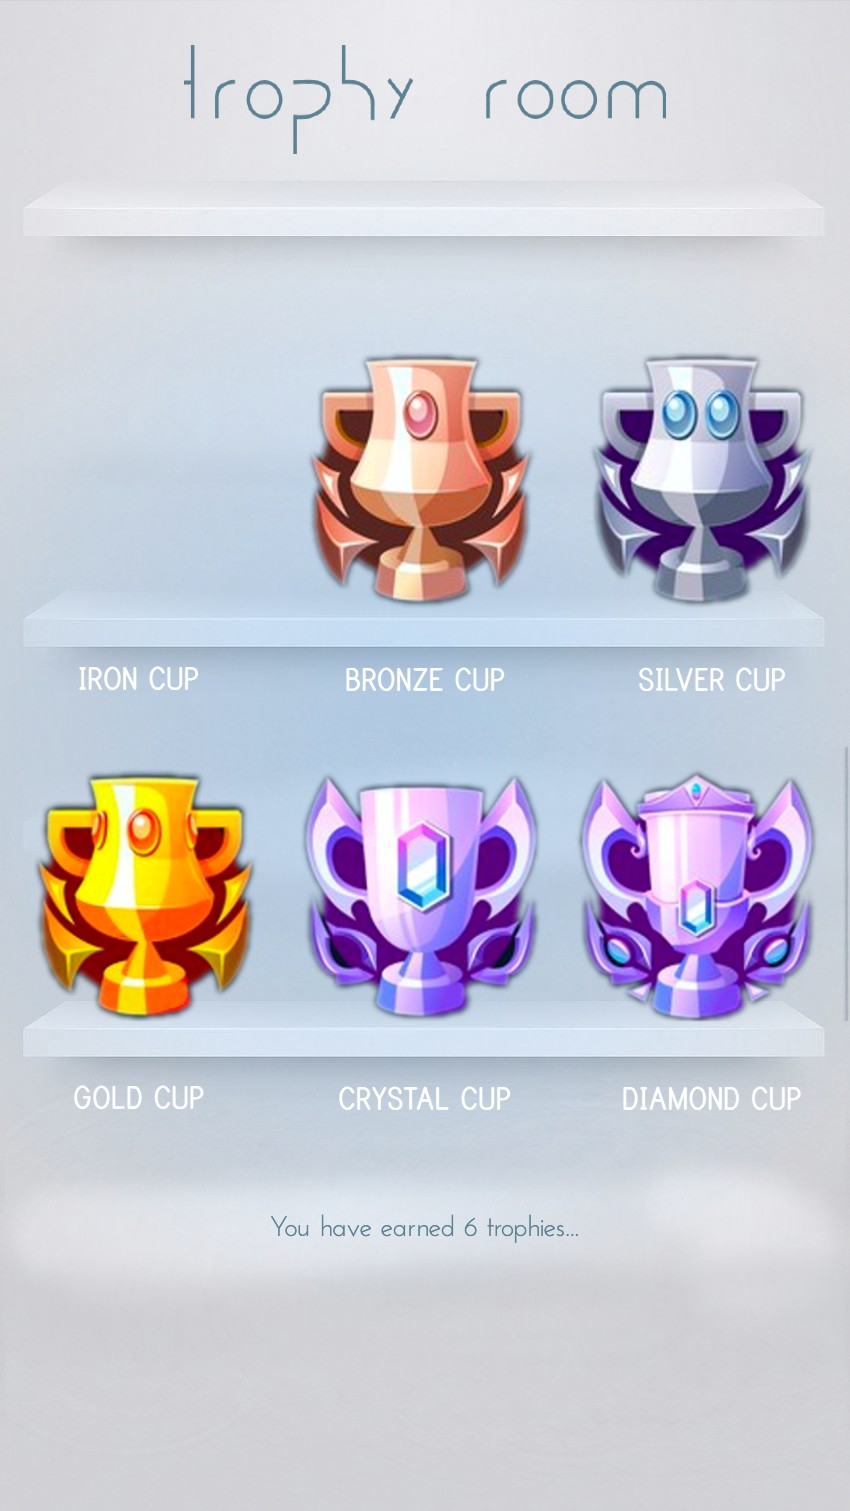 trophy room
IRON CUP
BRONZE CUP
SILVER CUP
GOLD CUP
CRYSTAL CUP
DIAMOND CUP
You have earned 6 trophies...